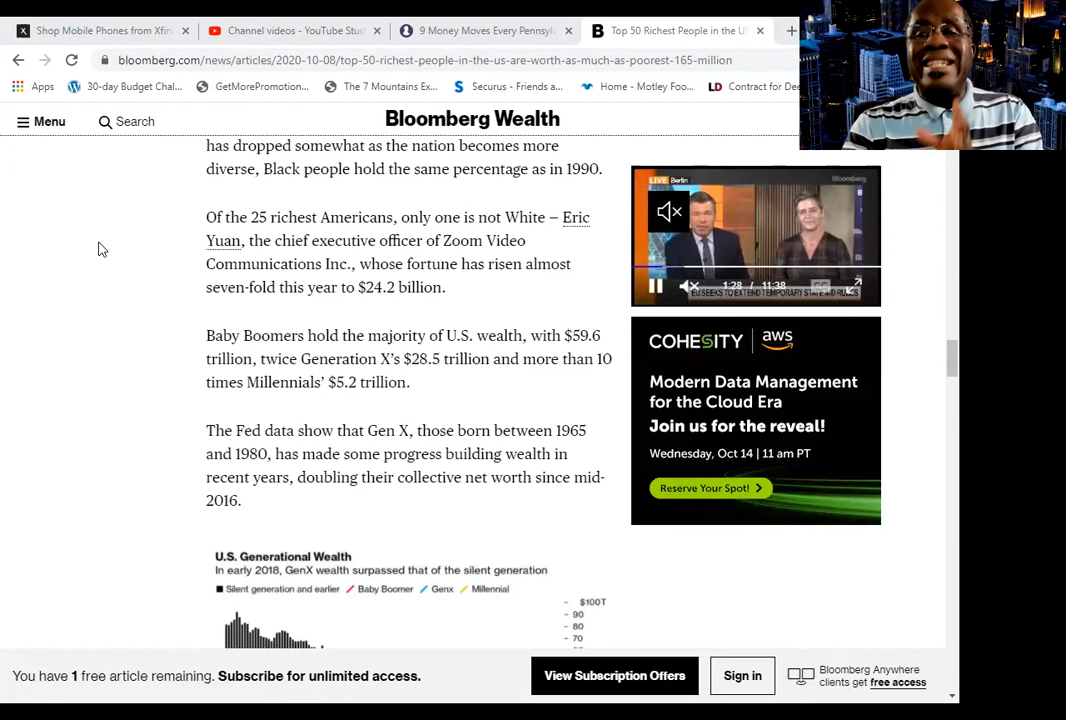 Shop Mobile Phones from Xfin
Channel videos - YouTube Stud
9 Money Moves Every Pennsylv
Top 50 Richest People in the U
bloomberg.com/news/articles/2020-10-08/top-50-richest-people-in-the-us-are-worth-as-much-as-poorest-165-million
Apps
30-day Budget Chal...
GetMorePromotion...
The 7 Mountains Ex...
Securus - Friends a...
Home - Motley Foo...
LD Contract for Dee
Menu
Search
Bloomberg Wealth
has dropped somewhat as the nation becomes more
diverse, Black people hold the same percentage as in 1990.
Of the 25 richest Americans, only one is not White – Eric
Yuan, the chief executive officer of Zoom Video
Communications Inc., whose fortune has risen almost
seven-fold this year to $24.2 billion.
Baby Boomers hold the majority of U.S. wealth, with $59.6
trillion, twice Generation X's $28.5 trillion and more than 10
times Millennials' $5.2 trillion.
The Fed data show that Gen X, those born between 1965
and 1980, has made some progress building wealth in
recent years, doubling their collective net worth since mid-
2016.
U.S. Generational Wealth
In early 2018, GenX wealth surpassed that of the silent generation
Silent generation and earlier Baby Boomer Genx Millennial
$100T
90
80
70
LIVE Berlin
Bloomberg
1:28 / 11:38
CC
EU SEEKS TO EXTEND TEMPORARY STATE AID RULES
COHESITY aws
Modern Data Management
for the Cloud Era
Join us for the reveal!
Wednesday, Oct 14 | 11 am PT
Reserve Your Spot!
You have 1 free article remaining. Subscribe for unlimited access.
View Subscription Offers
Sign in
Bloomberg Anywhere
clients get free access